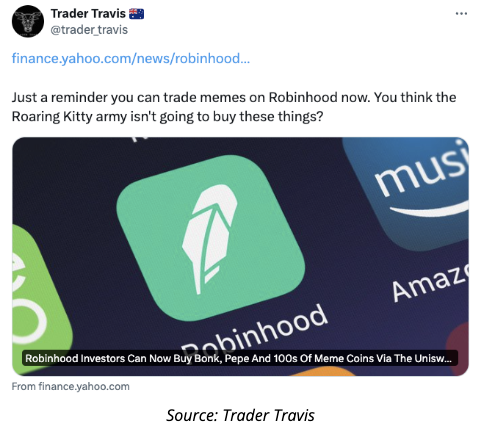 Trader Travis
@trader_travis
finance.yahoo.com/news/robinhood...
Just a reminder you can trade memes on Robinhood now. You think the
Roaring Kitty army isn't going to buy these things?
musi
Amaz
Robinhood
Robinhood Investors Can Now Buy Bonk, Pepe And 100s Of Meme Coins Via The Unisw...
From finance.yahoo.com
Source: Trader Travis